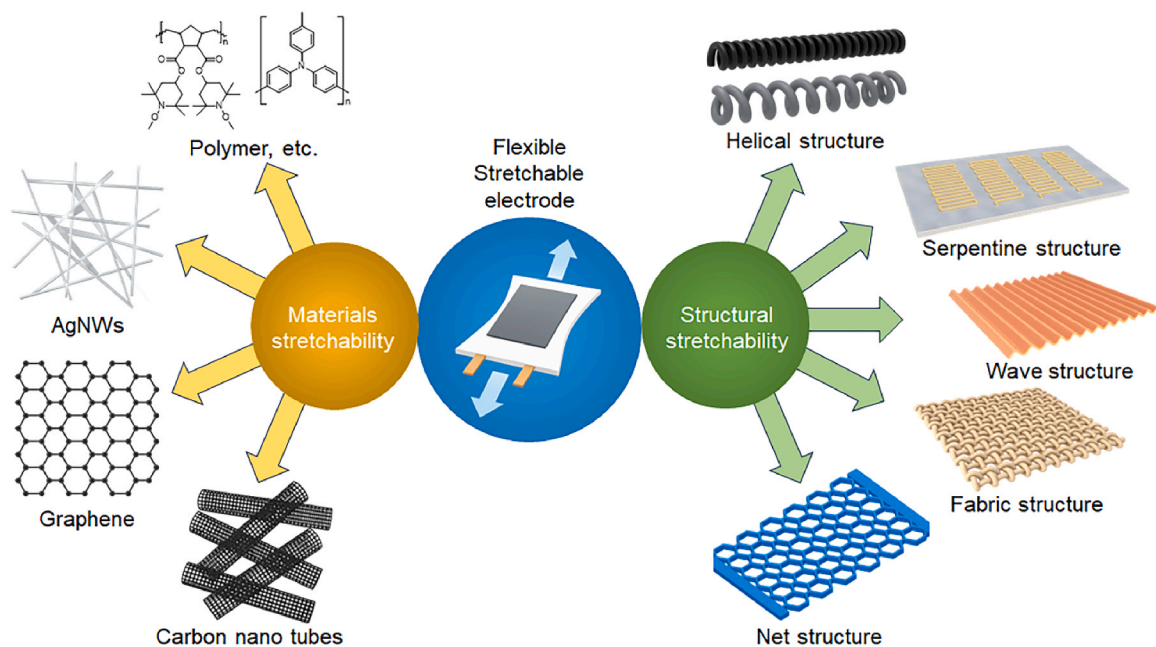 n
O
O
O
O
N
N
O
O
N
n
Polymer, etc.
AgNWs
Graphene
Carbon nano tubes
Materials
stretchability
Flexible
Stretchable
electrode
Structural
stretchability
Helical structure
Serpentine structure
Wave structure
Fabric structure
Net structure